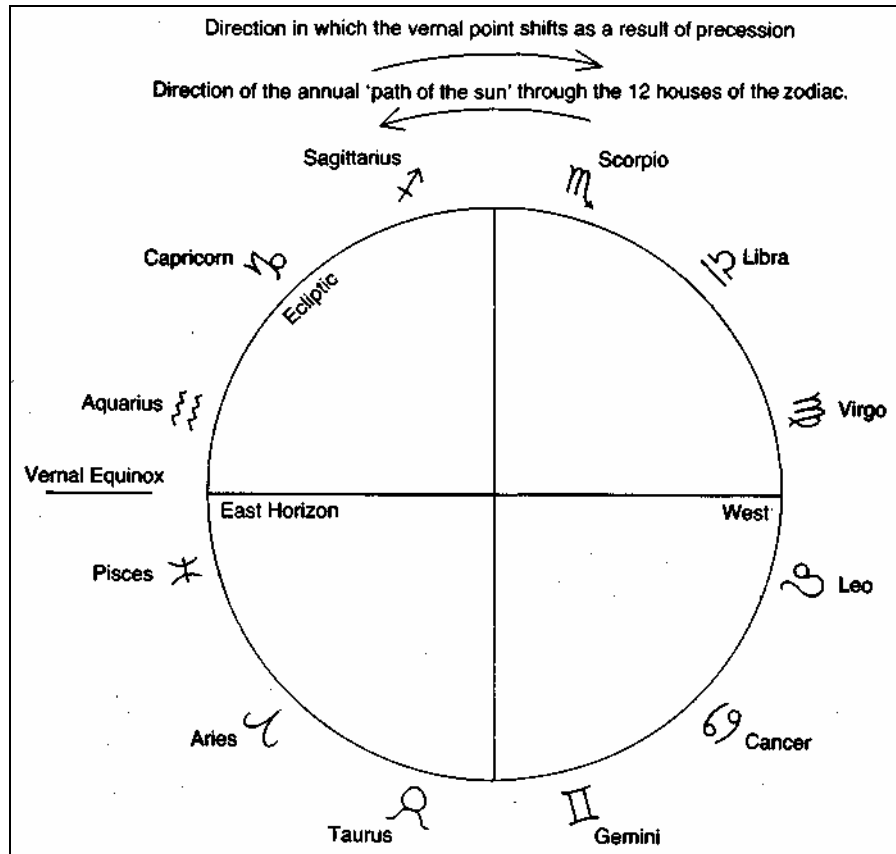 Direction in which the vernal point shifts as a result of precession
Direction of the annual 'path of the sun' through the 12 houses of the zodiac.
Sagittarius
Scorpio
Capricorn
Libra
Ecliptic
Aquarius
Virgo
Vernal Equinox
East Horizon
West
Pisces
Leo
Aries
Cancer
Taurus
Gemini